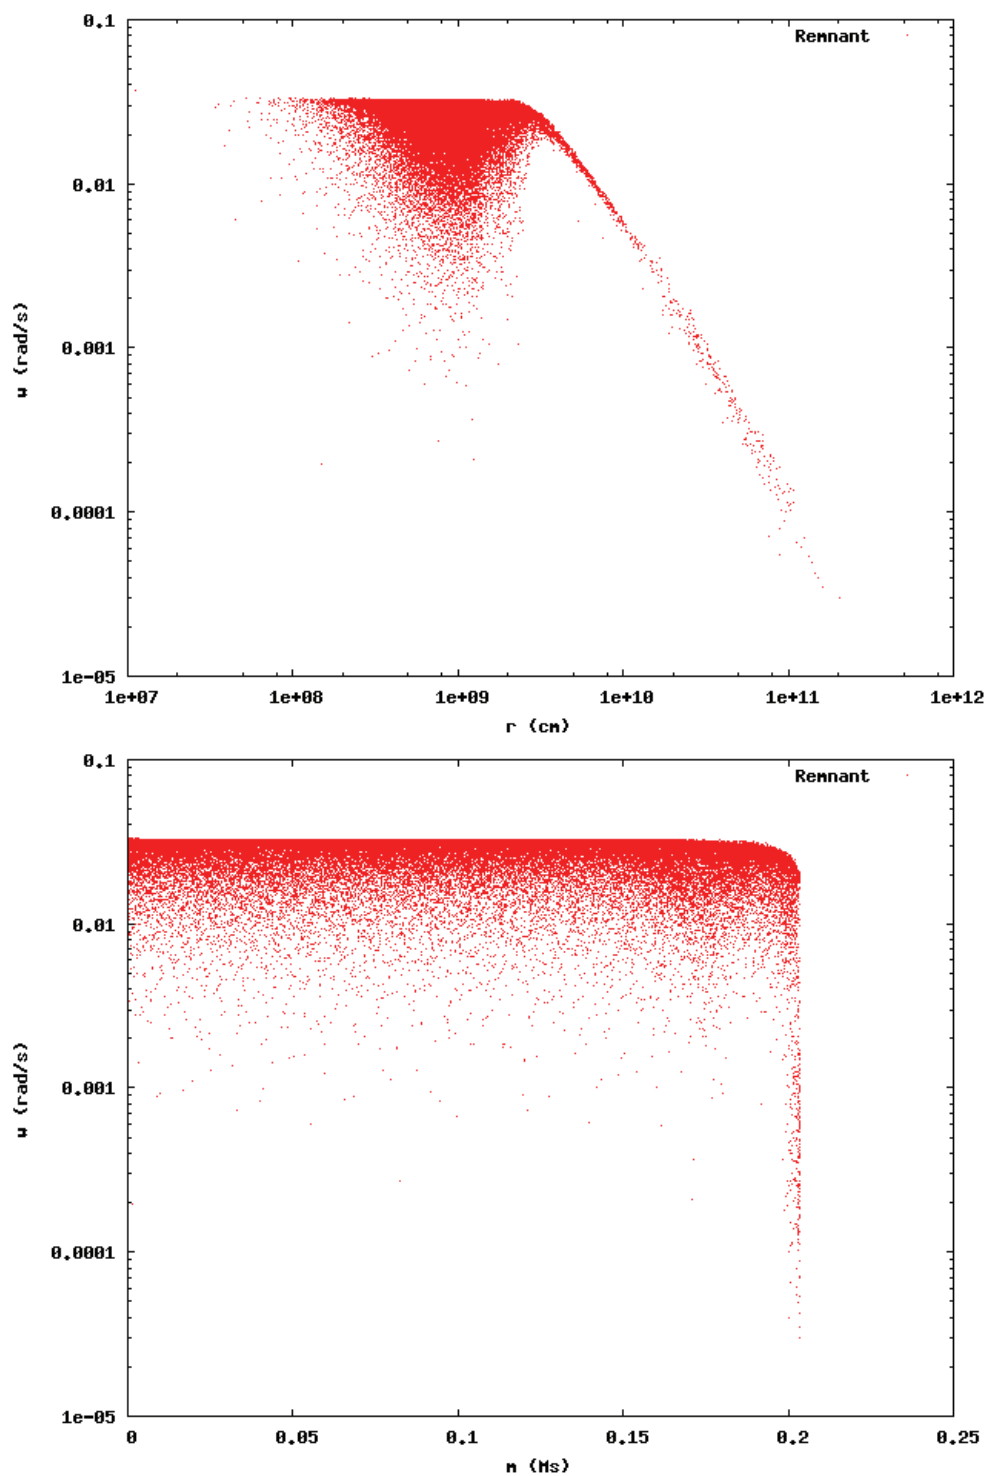 0.1
Remnant
0.01
0.001
0.0001
1e-05
w (rad/s)
1e+07 1e+08 1e+09 1e+10 1e+11 1e+12
r (cm)
0.1
Remnant
0.01
0.001
0.0001
1e-05
w (rad/s)
0 0.05 0.1 0.15 0.2 0.25
m (Ms)